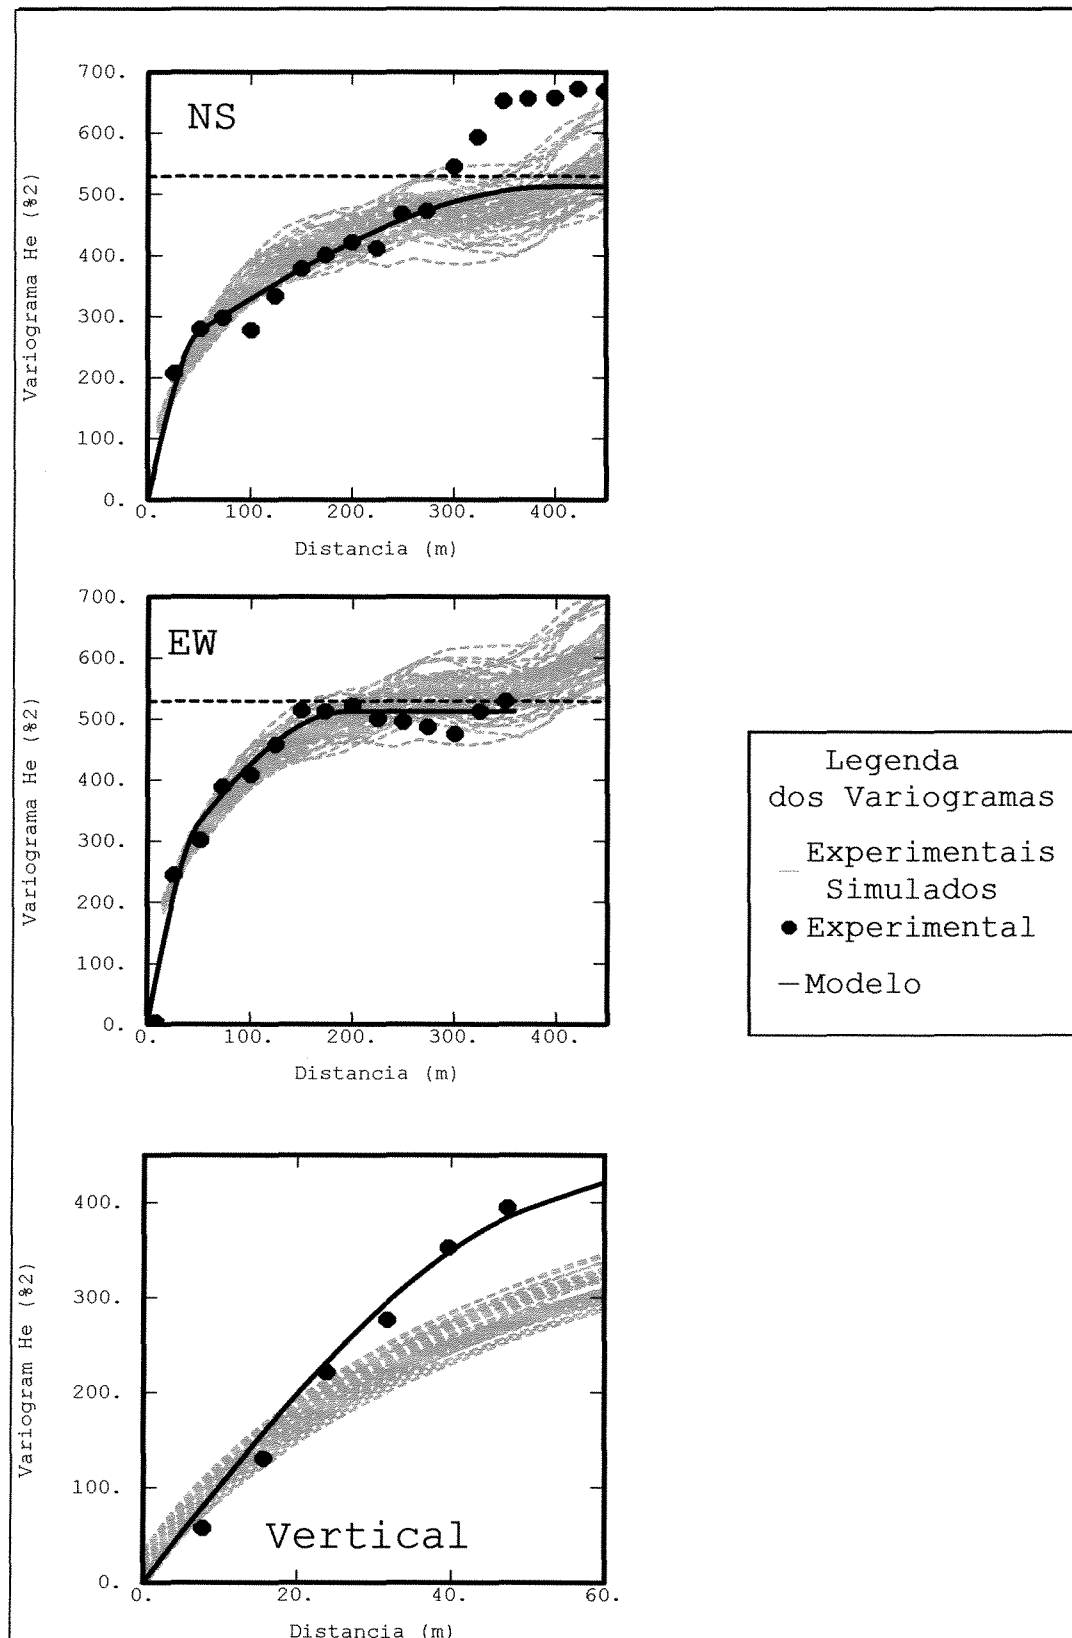 700.
600.
500.
400.
300.
200.
100.
0.
NS
Variograma He (%2)
0. 100. 200. 300. 400.
Distancia (m)
700.
600.
500.
400.
300.
200.
100.
0.
EW
Variograma He (%2)
0. 100. 200. 300. 400.
Distancia (m)
Legenda
dos Variogramas
Experimentais
Simulados
Experimental
Modelo
400.
300.
200.
100.
0.
Vertical
Variogram He (%2)
0. 20. 40. 60.
Distancia (m)